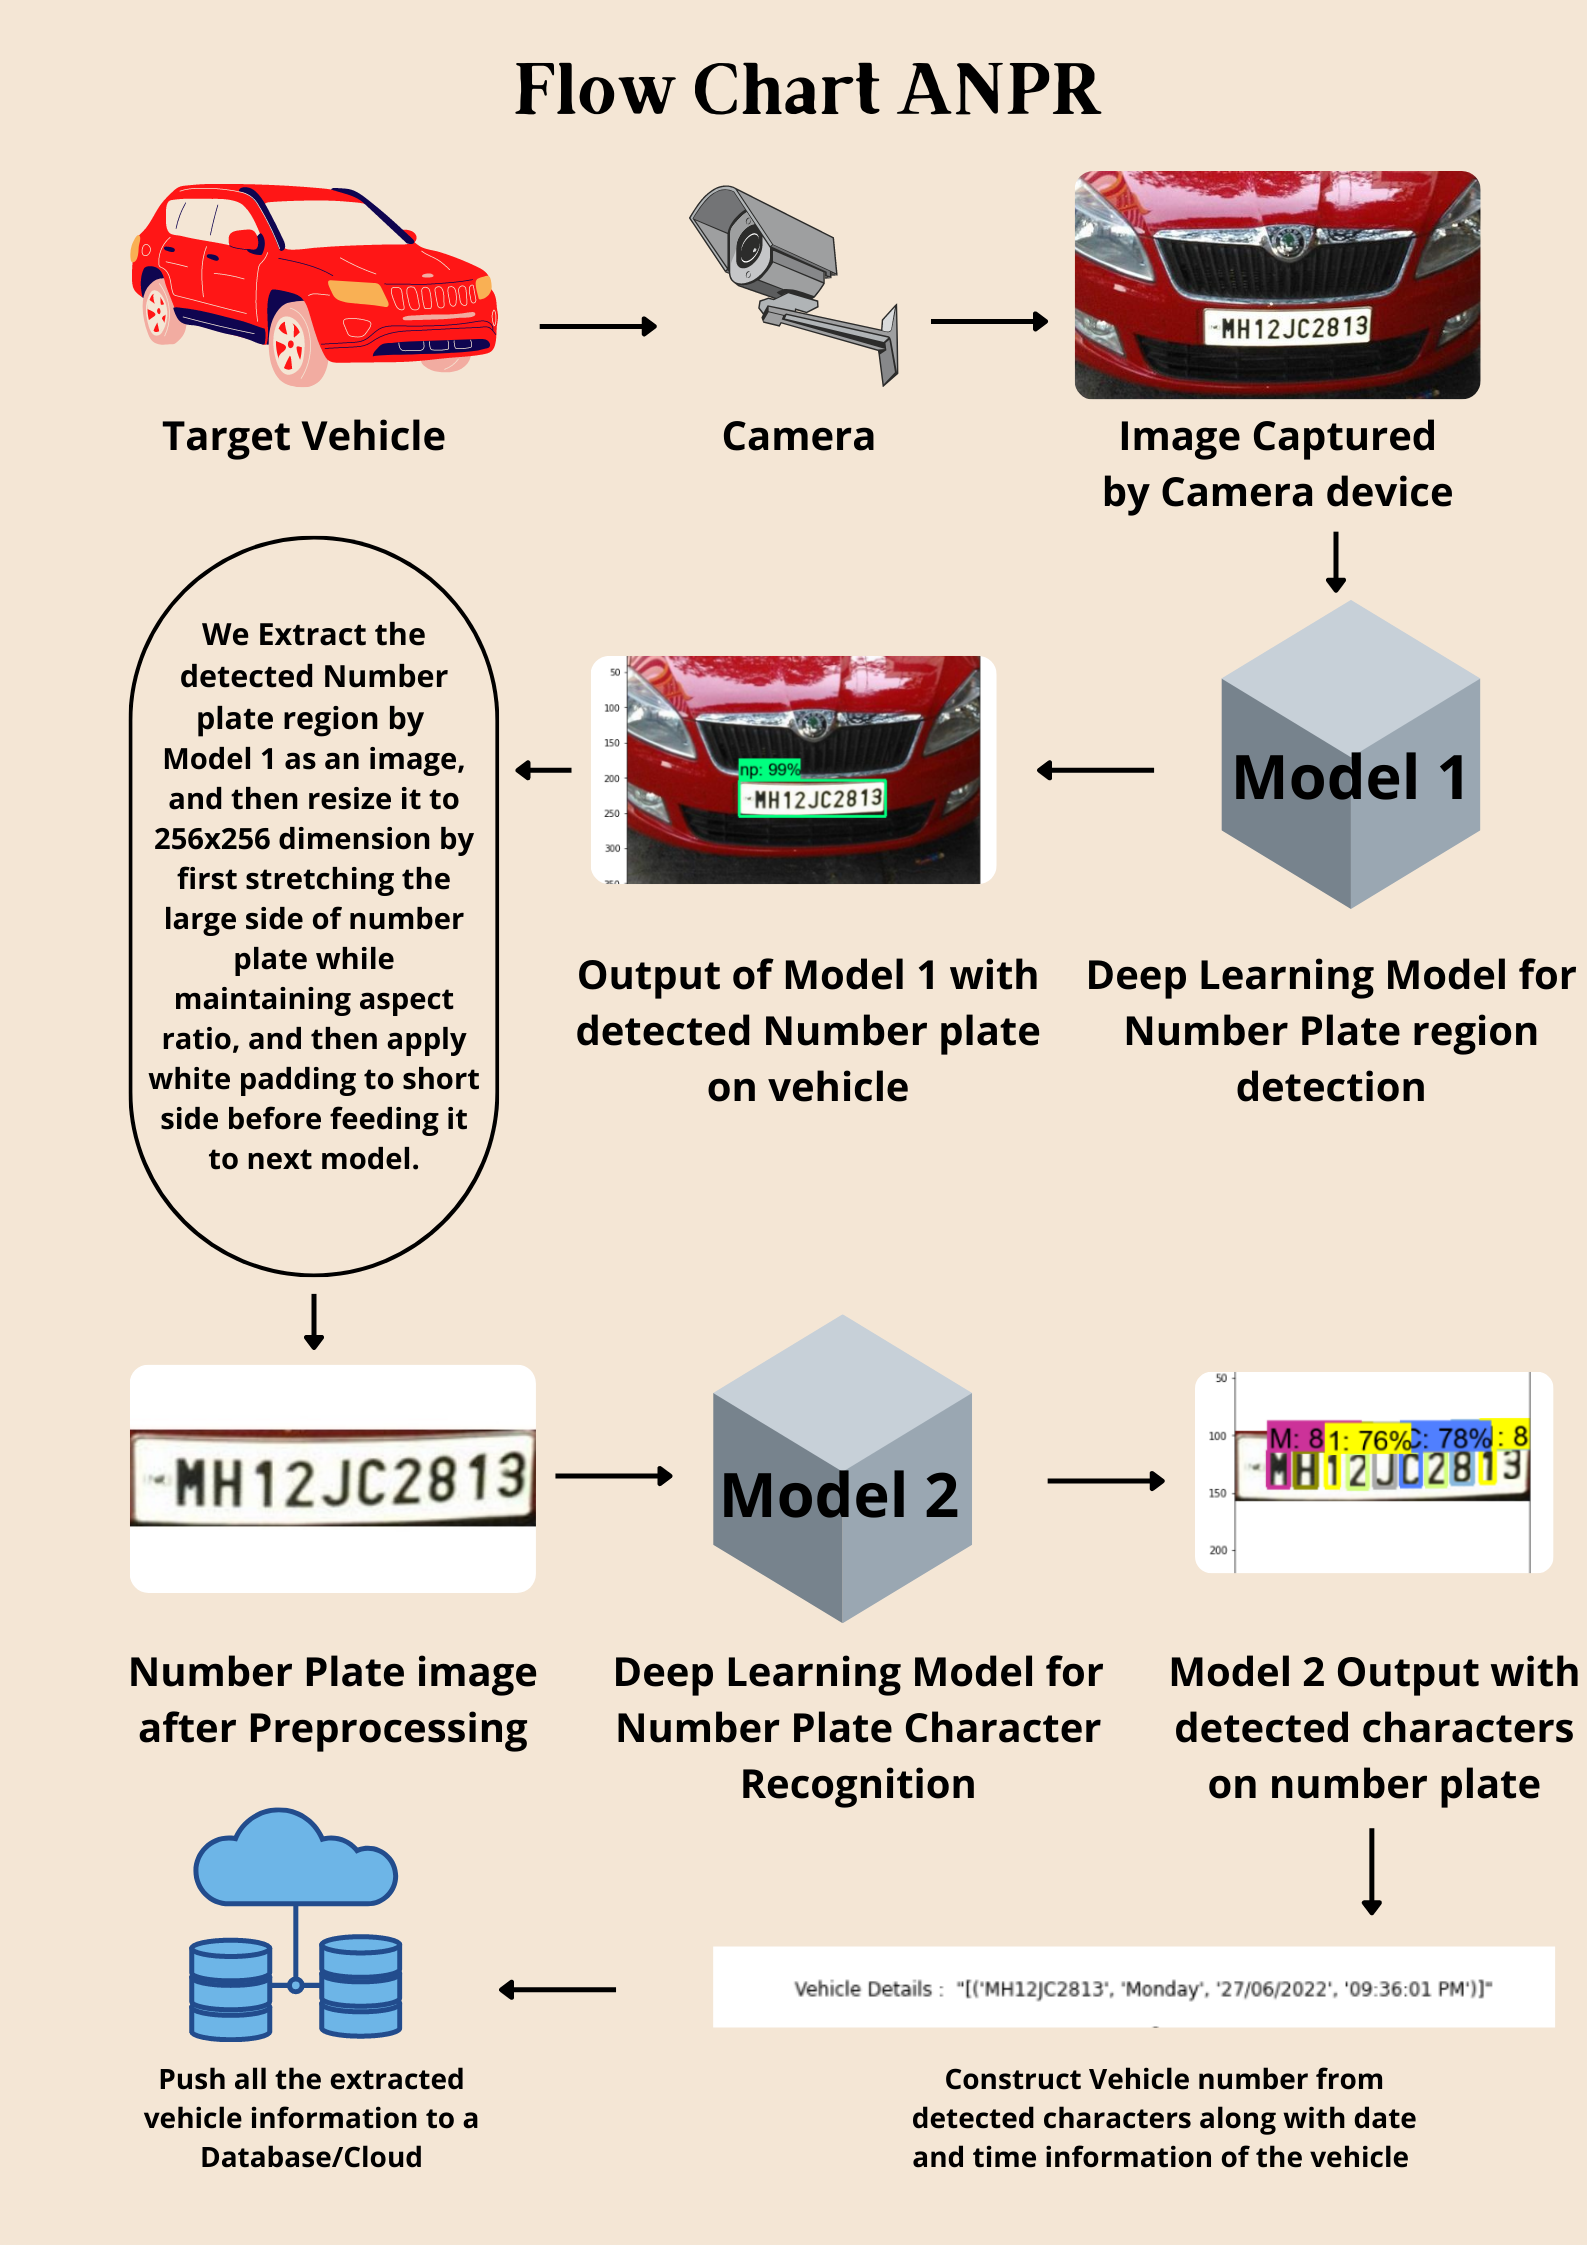 Flow Chart ANPR
MH12JC2813
Target Vehicle
Camera
Image Captured
by Camera device
We Extract the
detected Number
plate region by
Model 1 as an image,
and then resize it to
256x256 dimension by
first stretching the
large side of number
plate while
maintaining aspect
ratio, and then apply
white padding to short
side before feeding it
to next model.
50
100
150
200
250
300
350
np: 99%
MH12JC2813
Model 1
Output of Model 1 with
detected Number plate
on vehicle
Deep Learning Model for
Number Plate region
detection
MH12JC2813
Model 2
50
100
150
200
M: 8 1: 76% C: 78% : 8
MH12JC2813
Number Plate image
after Preprocessing
Deep Learning Model for
Number Plate Character
Recognition
Model 2 Output with
detected characters
on number plate
Vehicle Details : "[('MH12JC2813', 'Monday', '27/06/2022', '09:36:01 PM')]"
Push all the extracted
vehicle information to a
Database/Cloud
Construct Vehicle number from
detected characters along with date
and time information of the vehicle